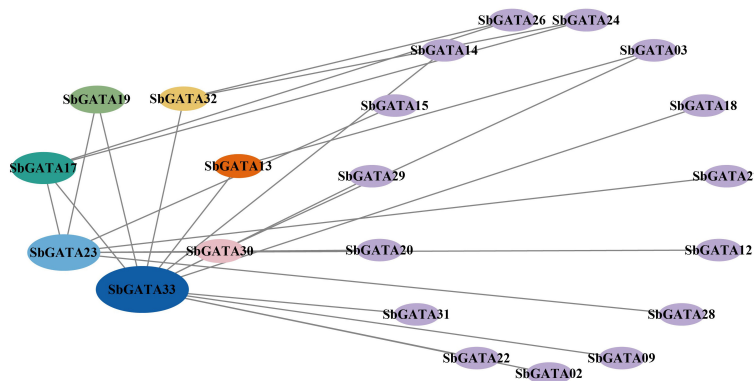 SbGATA26
SbGATA24
SbGATA14
SbGATA03
SbGATA19
SbGATA32
SbGATA15
SbGATA18
SbGATA17
SbGATA13
SbGATA29
SbGATA2
SbGATA23
SbGATA30
SbGATA20
SbGATA12
SbGATA33
SbGATA31
SbGATA28
SbGATA22
SbGATA09
SbGATA02